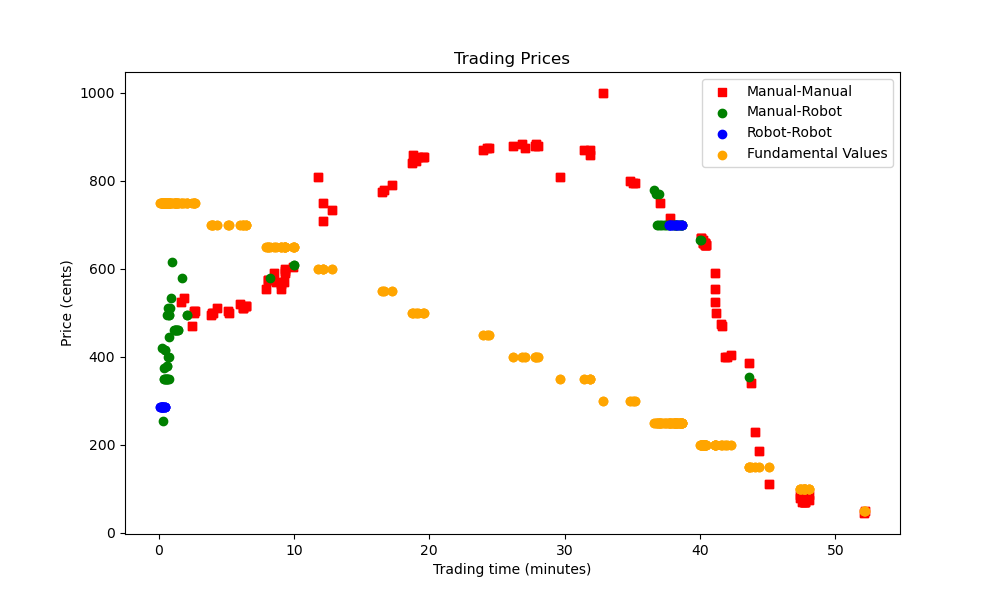 Trading Prices
Manual-Manual
Manual-Robot
Robot-Robot
Fundamental Values
1000
800
600
400
200
0
Price (cents)
0 10 20 30 40 50
Trading time (minutes)